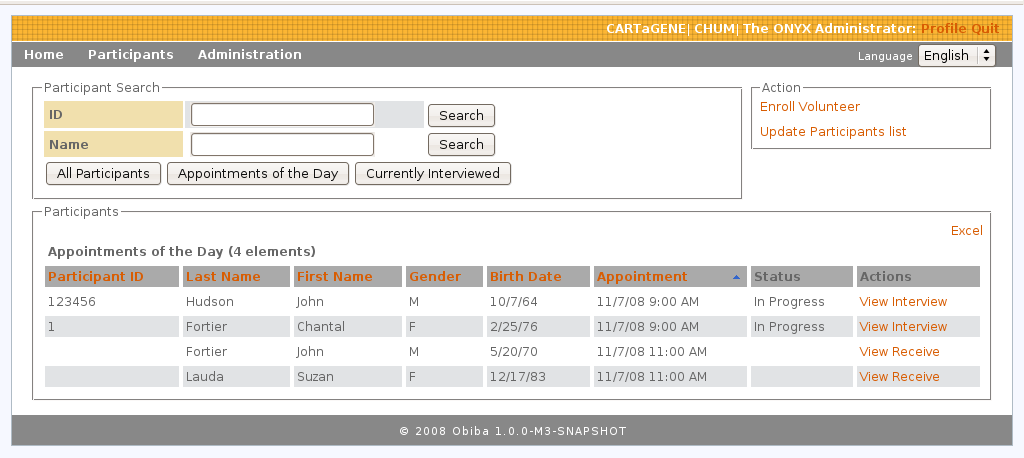 CARTaGENE| CHUM| The ONYX Administrator: Profile Quit
Home Participants Administration Language English
Participant Search
ID Search
Name Search
All Participants Appointments of the Day Currently Interviewed
Action
Enroll Volunteer
Update Participants list
Participants
Excel
Appointments of the Day (4 elements)
Participant ID Last Name First Name Gender Birth Date Appointment Status Actions
123456 Hudson John M 10/7/64 11/7/08 9:00 AM In Progress View Interview
1 Fortier Chantal F 2/25/76 11/7/08 9:00 AM In Progress View Interview
Fortier John M 5/20/70 11/7/08 11:00 AM View Receive
Lauda Suzan F 12/17/83 11/7/08 11:00 AM View Receive
© 2008 Obiba 1.0.0-M3-SNAPSHOT